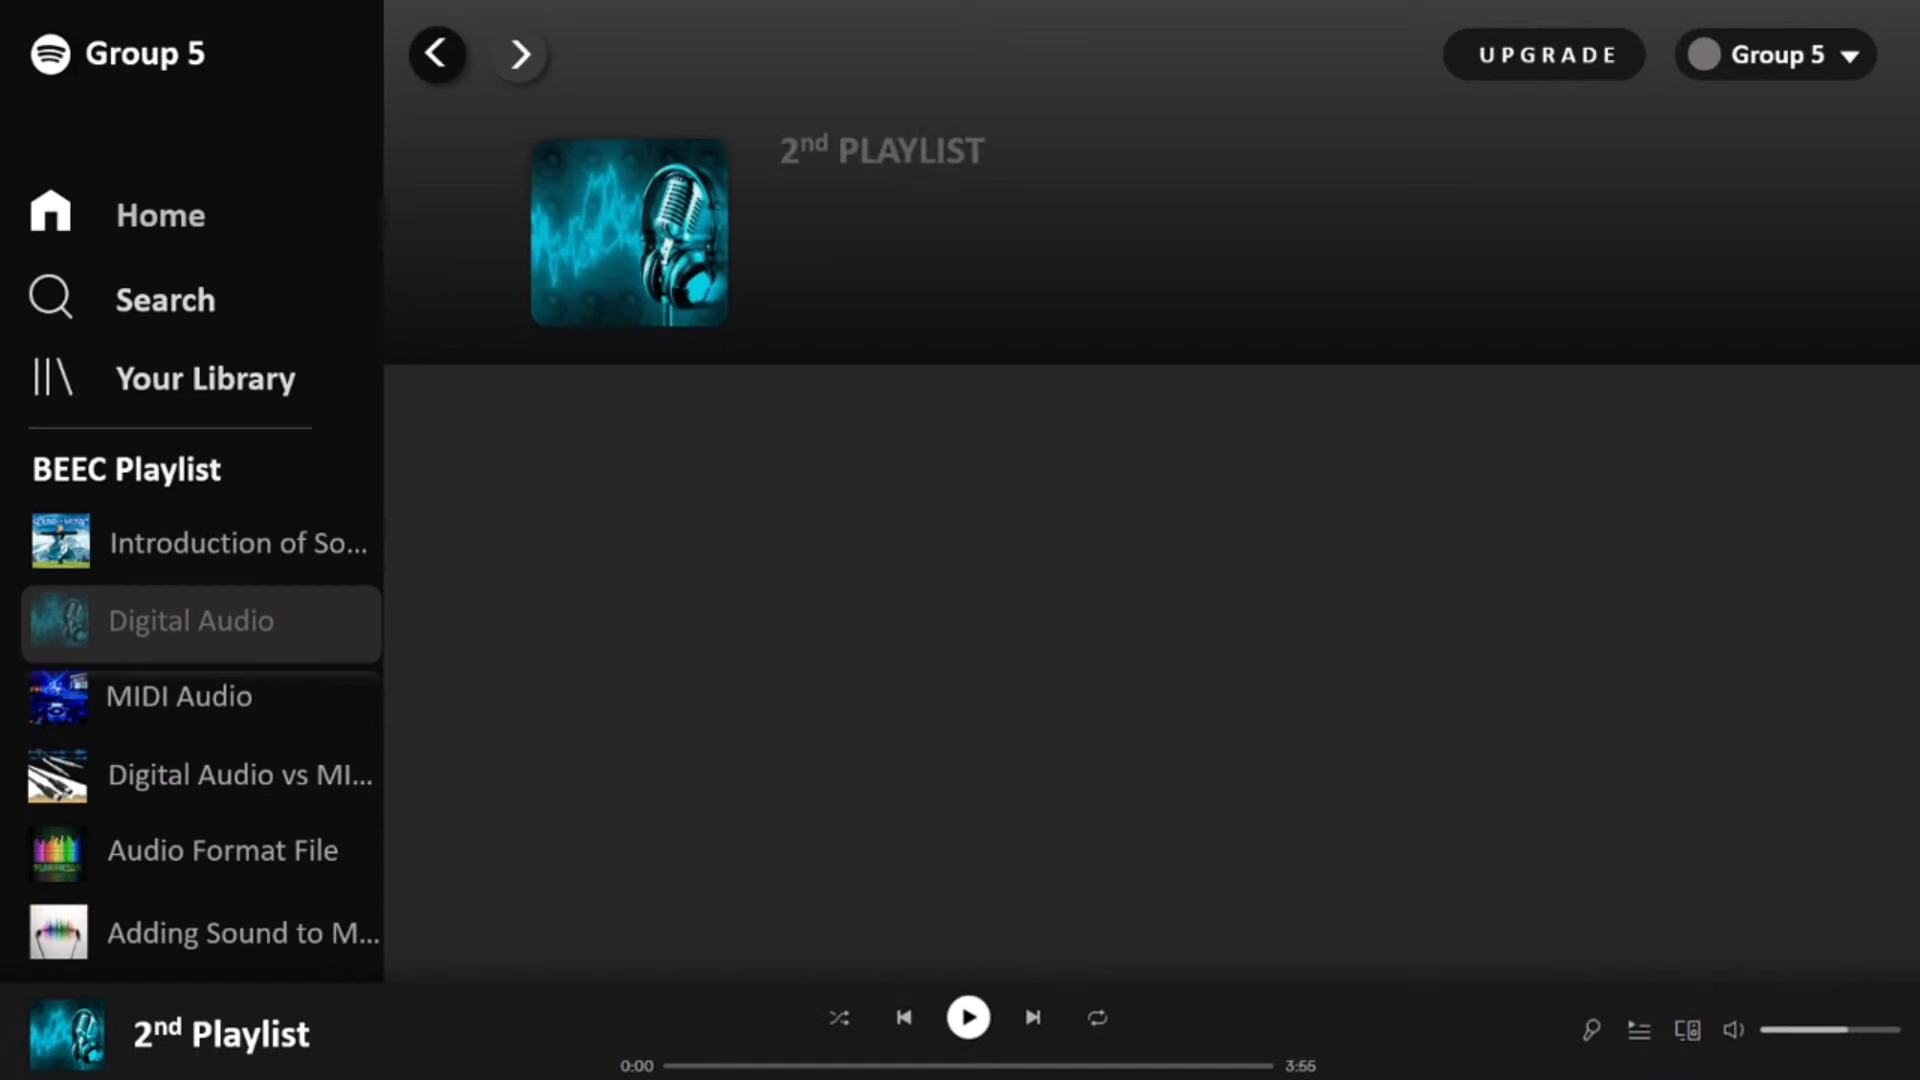 Group 5
UPGRADE
Group 5
2nd PLAYLIST
Home
Search
Your Library
BEEC Playlist
Introduction of So...
Digital Audio
MIDI Audio
Digital Audio vs MI...
Audio Format File
Adding Sound to M...
2nd Playlist
0:00
3:55